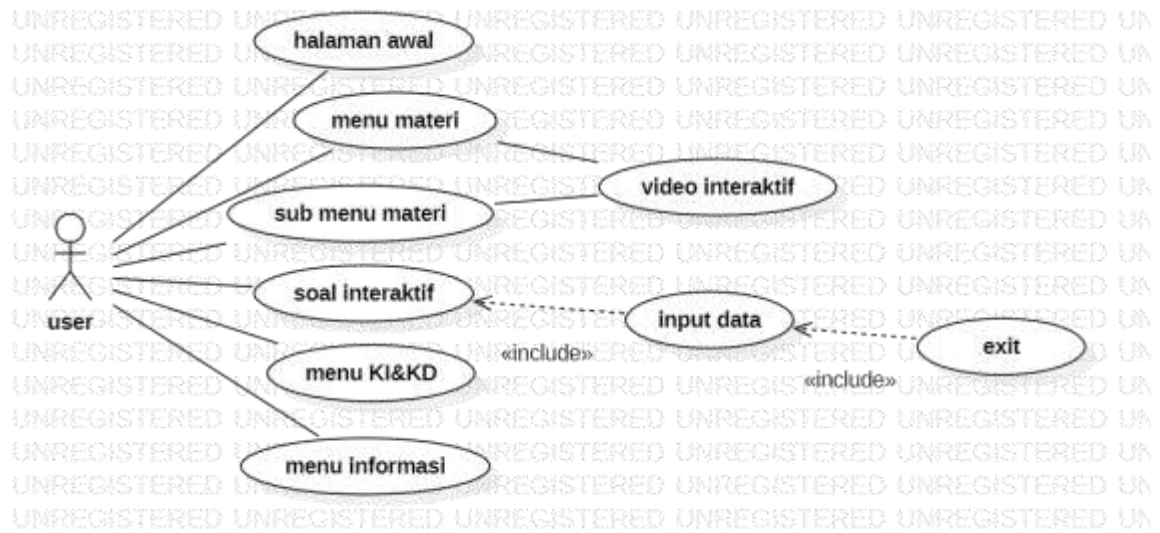 halaman awal
menu materi
video interaktif
sub menu materi
soal interaktif
user
input data
exit
«include»
menu KI&KD
«include»
menu informasi
UNREGISTERED